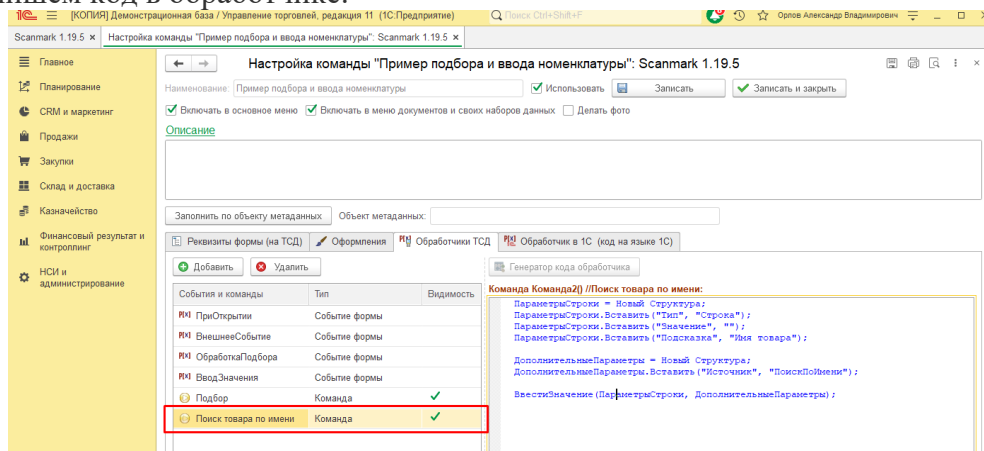 [КОПИЯ] Демонстрационная база / Управление торговлей, редакция 11 (1С:Предприятие)
Поиск Ctrl+Shift+F
Орлов Александр Владимирович
Scanmark 1.19.5 ×
Настройка команды "Пример подбора и ввода номенклатуры": Scanmark 1.19.5 ×
Главное
Планирование
CRM и маркетинг
Продажи
Закупки
Склад и доставка
Казначейство
Финансовый результат и
контроллинг
НСИ и
администрирование
Настройка команды "Пример подбора и ввода номенклатуры": Scanmark 1.19.5
Наименование: Пример подбора и ввода номенклатуры
Использовать
Записать
Записать и закрыть
Включать в основное меню
Включать в меню документов и своих наборов данных
Делать фото
Описание
Заполнить по объекту метаданных
Объект метаданных:
Реквизиты формы (на ТСД)
Оформления
Обработчики ТСД
Обработчик в 1С (код на языке 1С)
Добавить
Удалить
Генератор кода обработчика
События и команды Тип Видимость
ПриОткрытии Событие формы
ВнешнееСобытие Событие формы
ОбработкаПодбора Событие формы
ВводЗначения Событие формы
Подбор Команда
Поиск товара по имени Команда
Команда Команда2() //Поиск товара по имени:
ПараметрыСтроки = Новый Структура;
ПараметрыСтроки.Вставить("Тип", "Строка");
ПараметрыСтроки.Вставить("Значение", "");
ПараметрыСтроки.Вставить("Подсказка", "Имя товара");
ДополнительныеПараметры = Новый Структура;
ДополнительныеПараметры.Вставить("Источник", "ПоискПоИмени");
ВвестиЗначение(ПараметрыСтроки, ДополнительныеПараметры);